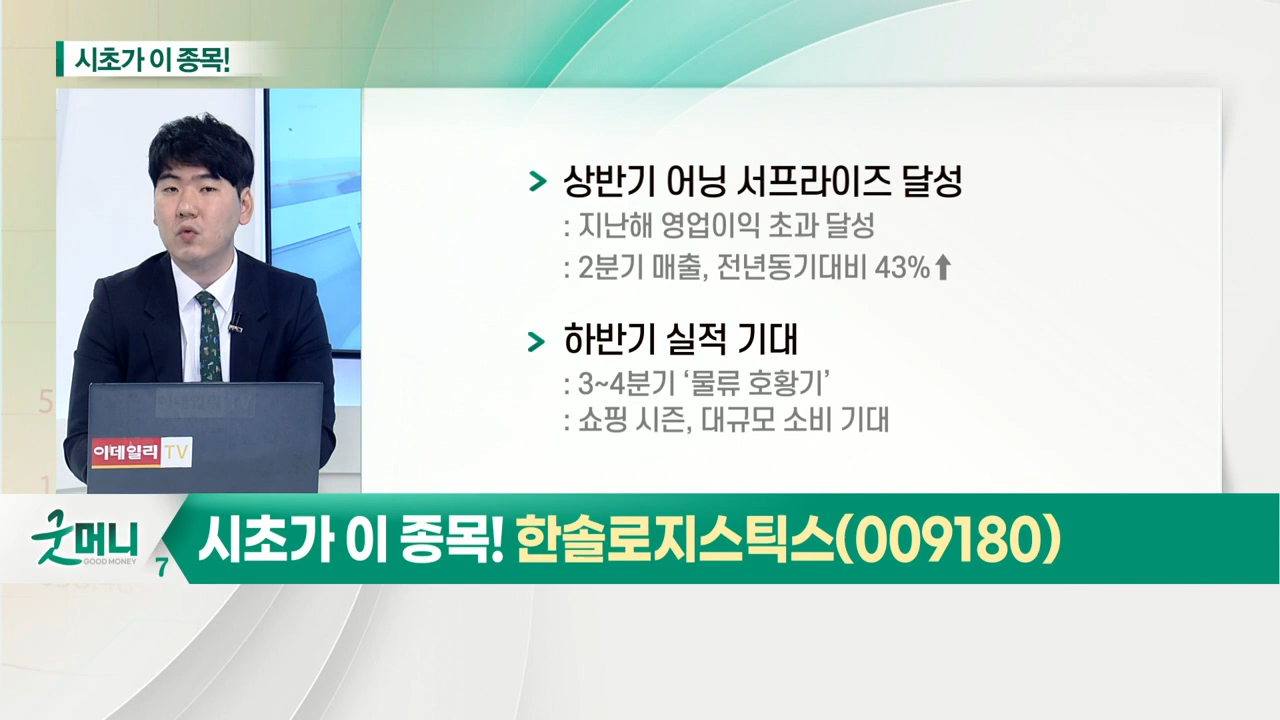 시초가 이 종목!
> 상반기 어닝 서프라이즈 달성
: 지난해 영업이익 초과 달성
: 2분기 매출, 전년동기대비 43%⬆
> 하반기 실적 기대
: 3~4분기 ‘물류 호황기’
: 쇼핑 시즌, 대규모 소비 기대
이데일리 TV
굿머니
GOOD MONEY
7
시초가 이 종목! 한솔로지스틱스(009180)